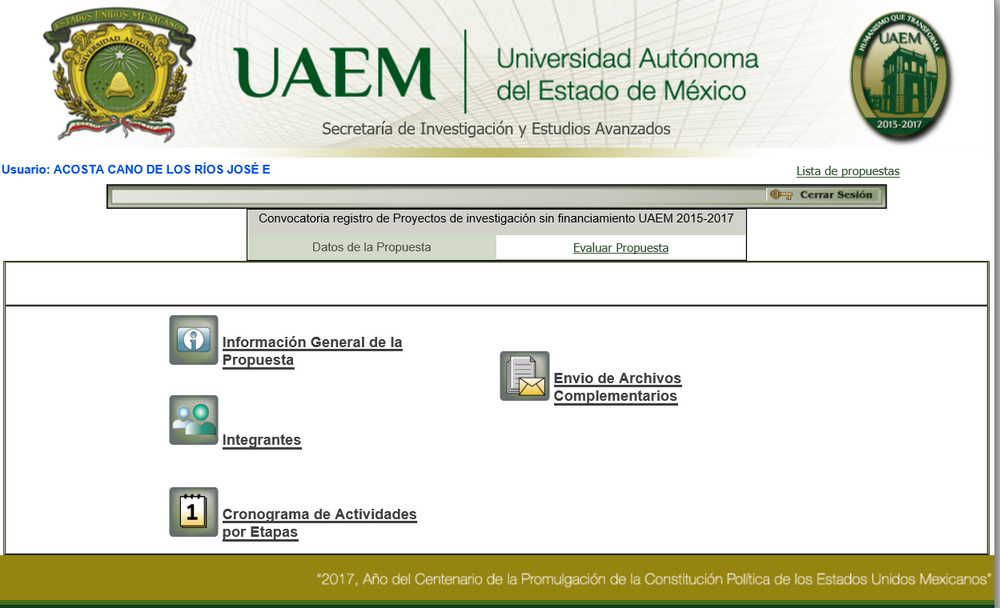 ESTADOS UNIDOS MEXICANOS
UNIVERSIDAD AUTONOMA
UAEM
Universidad Autónoma
del Estado de México
Secretaría de Investigación y Estudios Avanzados
HUMANISMO QUE TRANSFORMA
UAEM
2013-2017
Usuario: ACOSTA CANO DE LOS RÍOS JOSÉ E
Lista de propuestas
Cerrar Sesión
Convocatoria registro de Proyectos de investigación sin financiamiento UAEM 2015-2017
Datos de la Propuesta
Evaluar Propuesta
Información General de la
Propuesta
Envio de Archivos
Complementarios
Integrantes
1
Cronograma de Actividades
por Etapas
"2017, Año del Centenario de la Promulgación de la Constitución Política de los Estados Unidos Mexicanos"